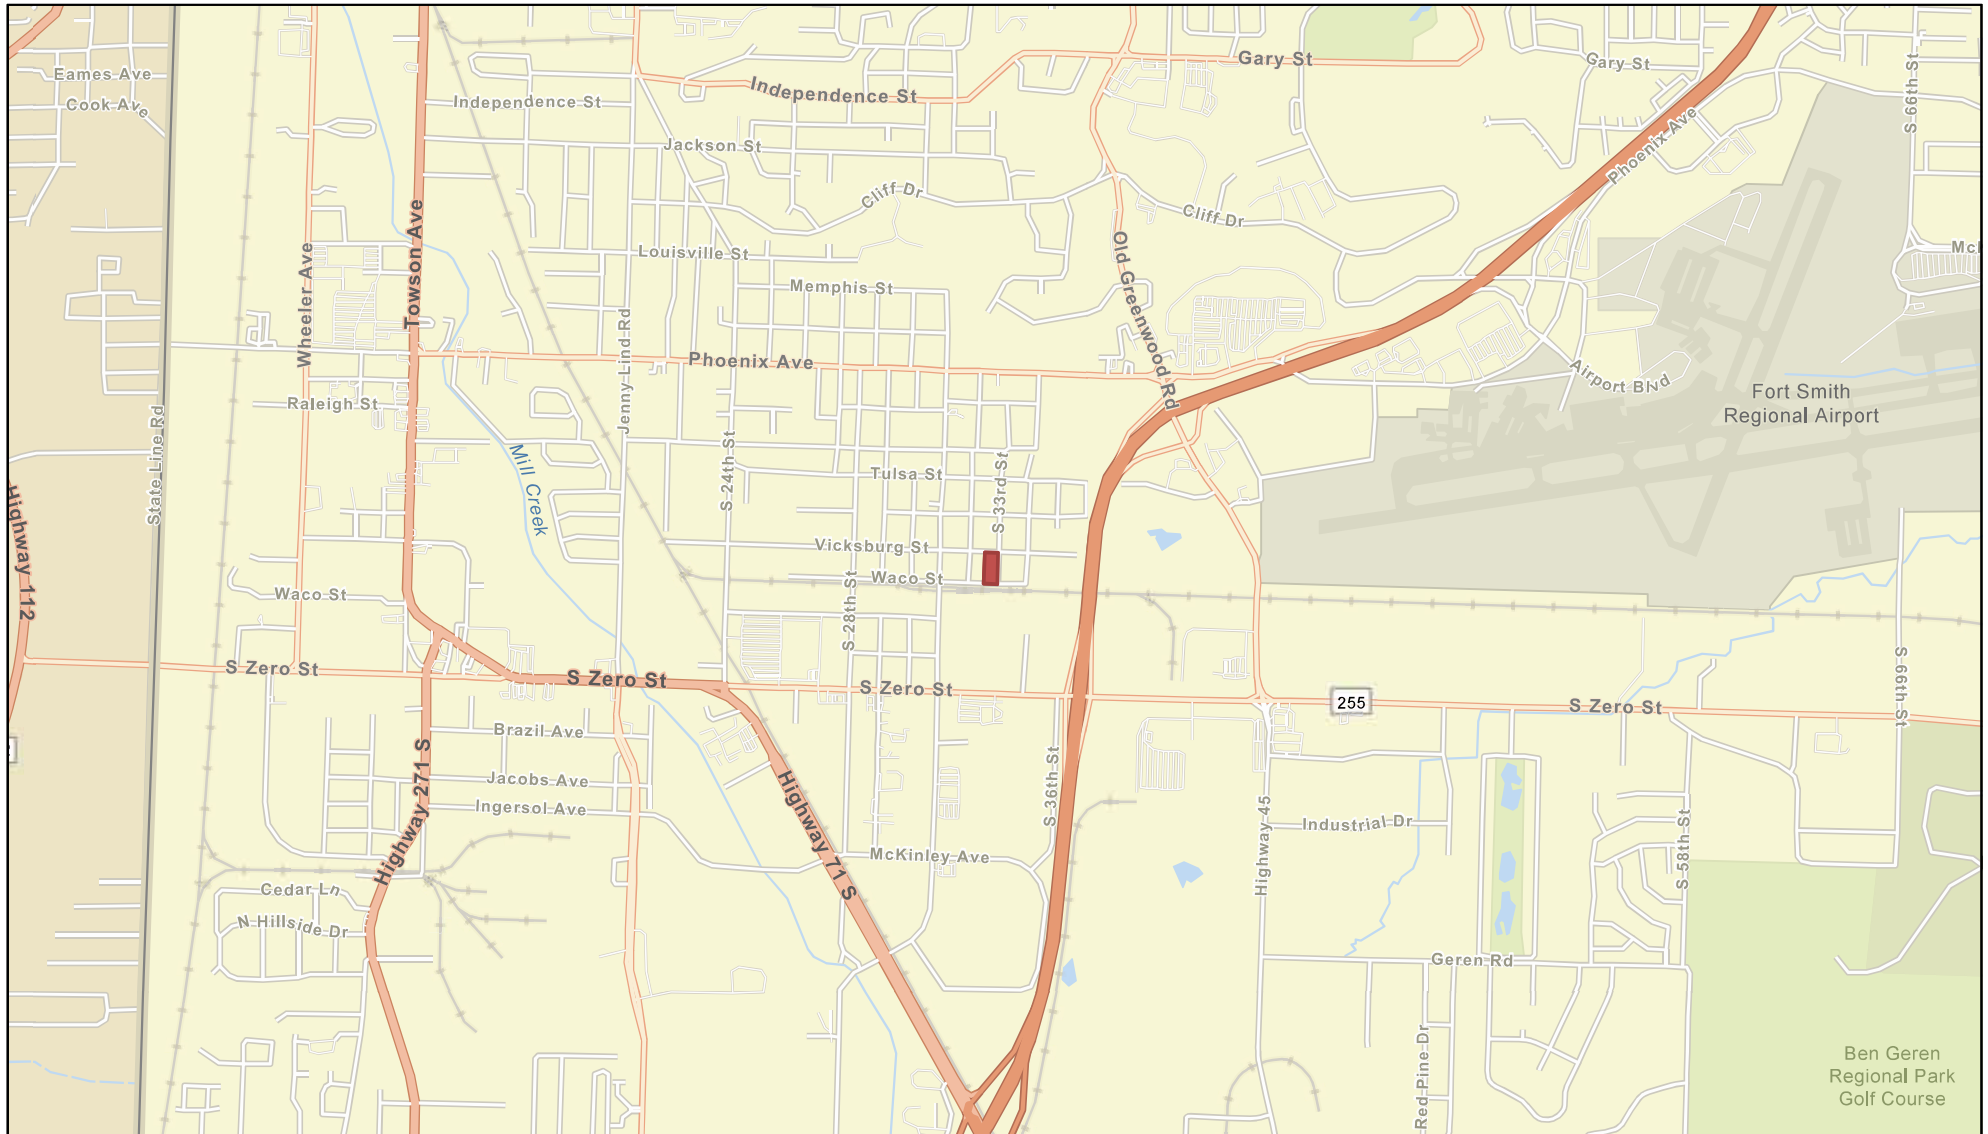 Eames Ave
Cook Ave
Independence St
Independence St
Gary St
Gary St
S 66th St
Jackson St
Phoenix Ave
Cliff Dr
Cliff Dr
Louisville St
Memphis St
Wheeler Ave
Towson Ave
Old Greenwood Rd
Jenny Lind Rd
Phoenix Ave
Airport Blvd
Fort Smith
Regional Airport
Raleigh St
State Line Rd
Mill Creek
S 24th St
Tulsa St
S 33rd St
Highway 112
Vicksburg St
Waco St
Waco St
S 28th St
S Zero St
S Zero St
S Zero St
255
S Zero St
S 66th St
Brazil Ave
Jacobs Ave
Ingersol Ave
Highway 271 S
Highway 71 S
S 36th St
Highway 45
Industrial Dr
S 58th St
McKinley Ave
Cedar Ln
N Hillside Dr
Geren Rd
Red Pine Dr
Ben Geren
Regional Park
Golf Course